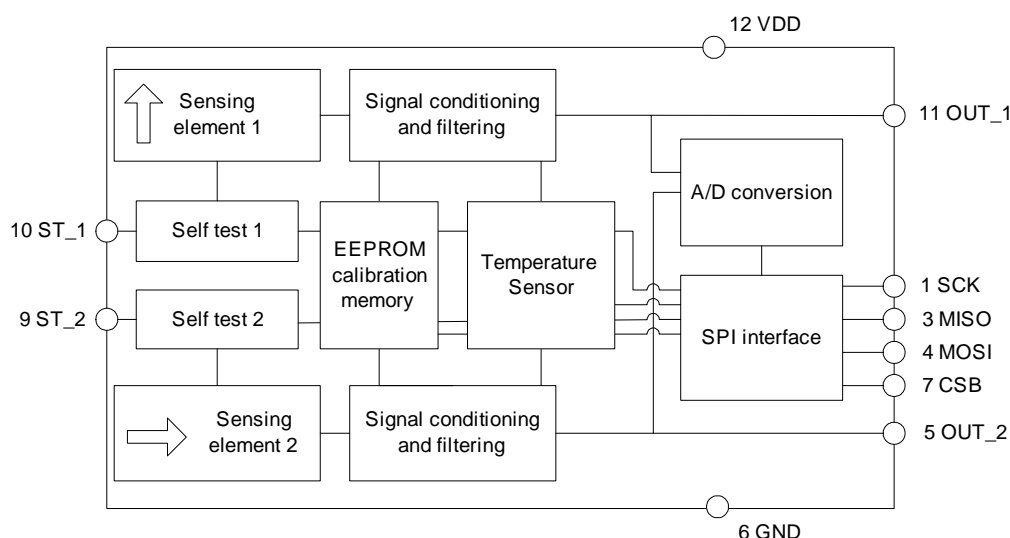 12 VDD
Sensing
element 1
Signal conditioning
and filtering
11 OUT_1
A/D conversion
10 ST_1
Self test 1
EEPROM
calibration
memory
Temperature
Sensor
9 ST_2
Self test 2
SPI interface
1 SCK
3 MISO
4 MOSI
7 CSB
Sensing
element 2
Signal conditioning
and filtering
5 OUT_2
6 GND